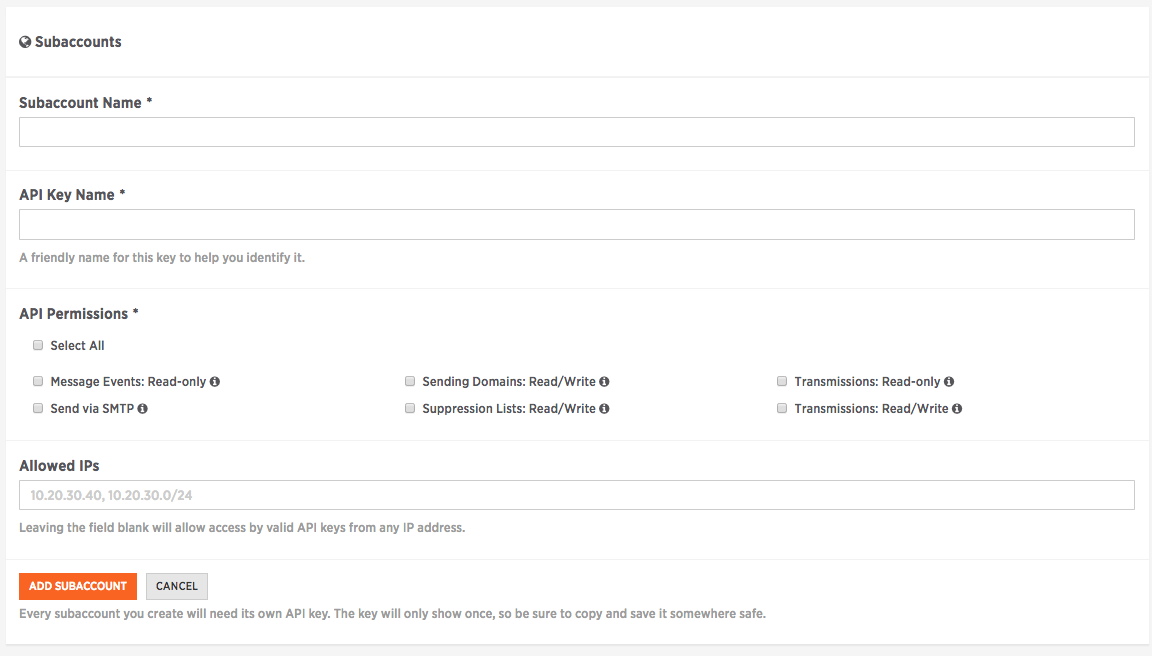 Subaccounts
Subaccount Name *
API Key Name *
A friendly name for this key to help you identify it.
API Permissions *
Select All
Message Events: Read-only Sending Domains: Read/Write Transmissions: Read-only
Send via SMTP Suppression Lists: Read/Write Transmissions: Read/Write
Allowed IPs
10.20.30.40, 10.20.30.0/24
Leaving the field blank will allow access by valid API keys from any IP address.
ADD SUBACCOUNT CANCEL
Every subaccount you create will need its own API key. The key will only show once, so be sure to copy and save it somewhere safe.